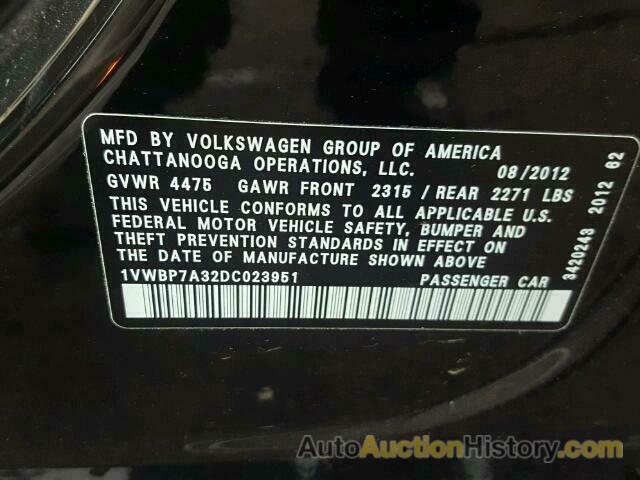 MFD BY VOLKSWAGEN GROUP OF AMERICA
CHATTANOOGA OPERATIONS, LLC. 08/2012
GVWR 4475 GAWR FRONT 2315 / REAR 2271 LBS
THIS VEHICLE CONFORMS TO ALL APPLICABLE U.S.
FEDERAL MOTOR VEHICLE SAFETY, BUMPER AND
THEFT PREVENTION STANDARDS IN EFFECT ON
THE DATE OF MANUFACTURE SHOWN ABOVE
1VWBP7A32DC023951 PASSENGER CAR
3420243 2012 62
AutoAuctionHistory.com